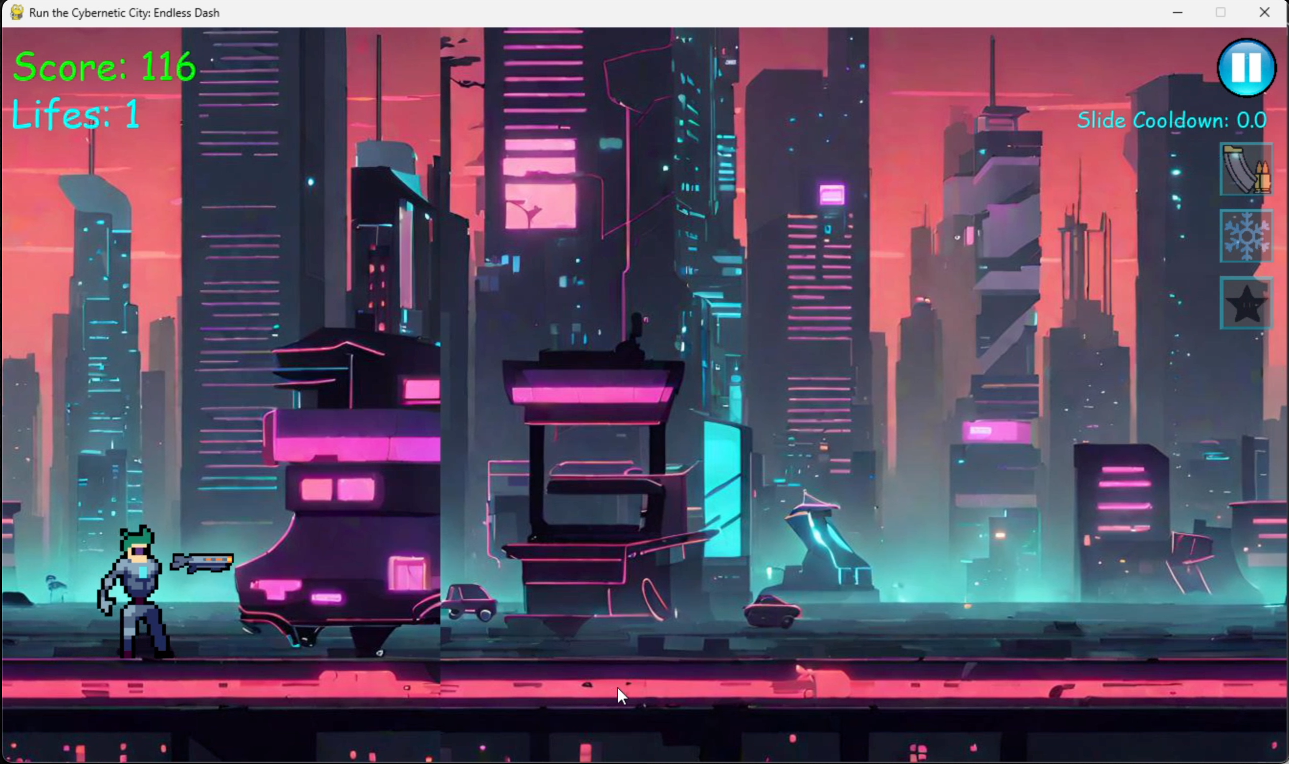 Run the Cybernetic City: Endless Dash
Score: 116
Lifes: 1
Slide Cooldown: 0.0